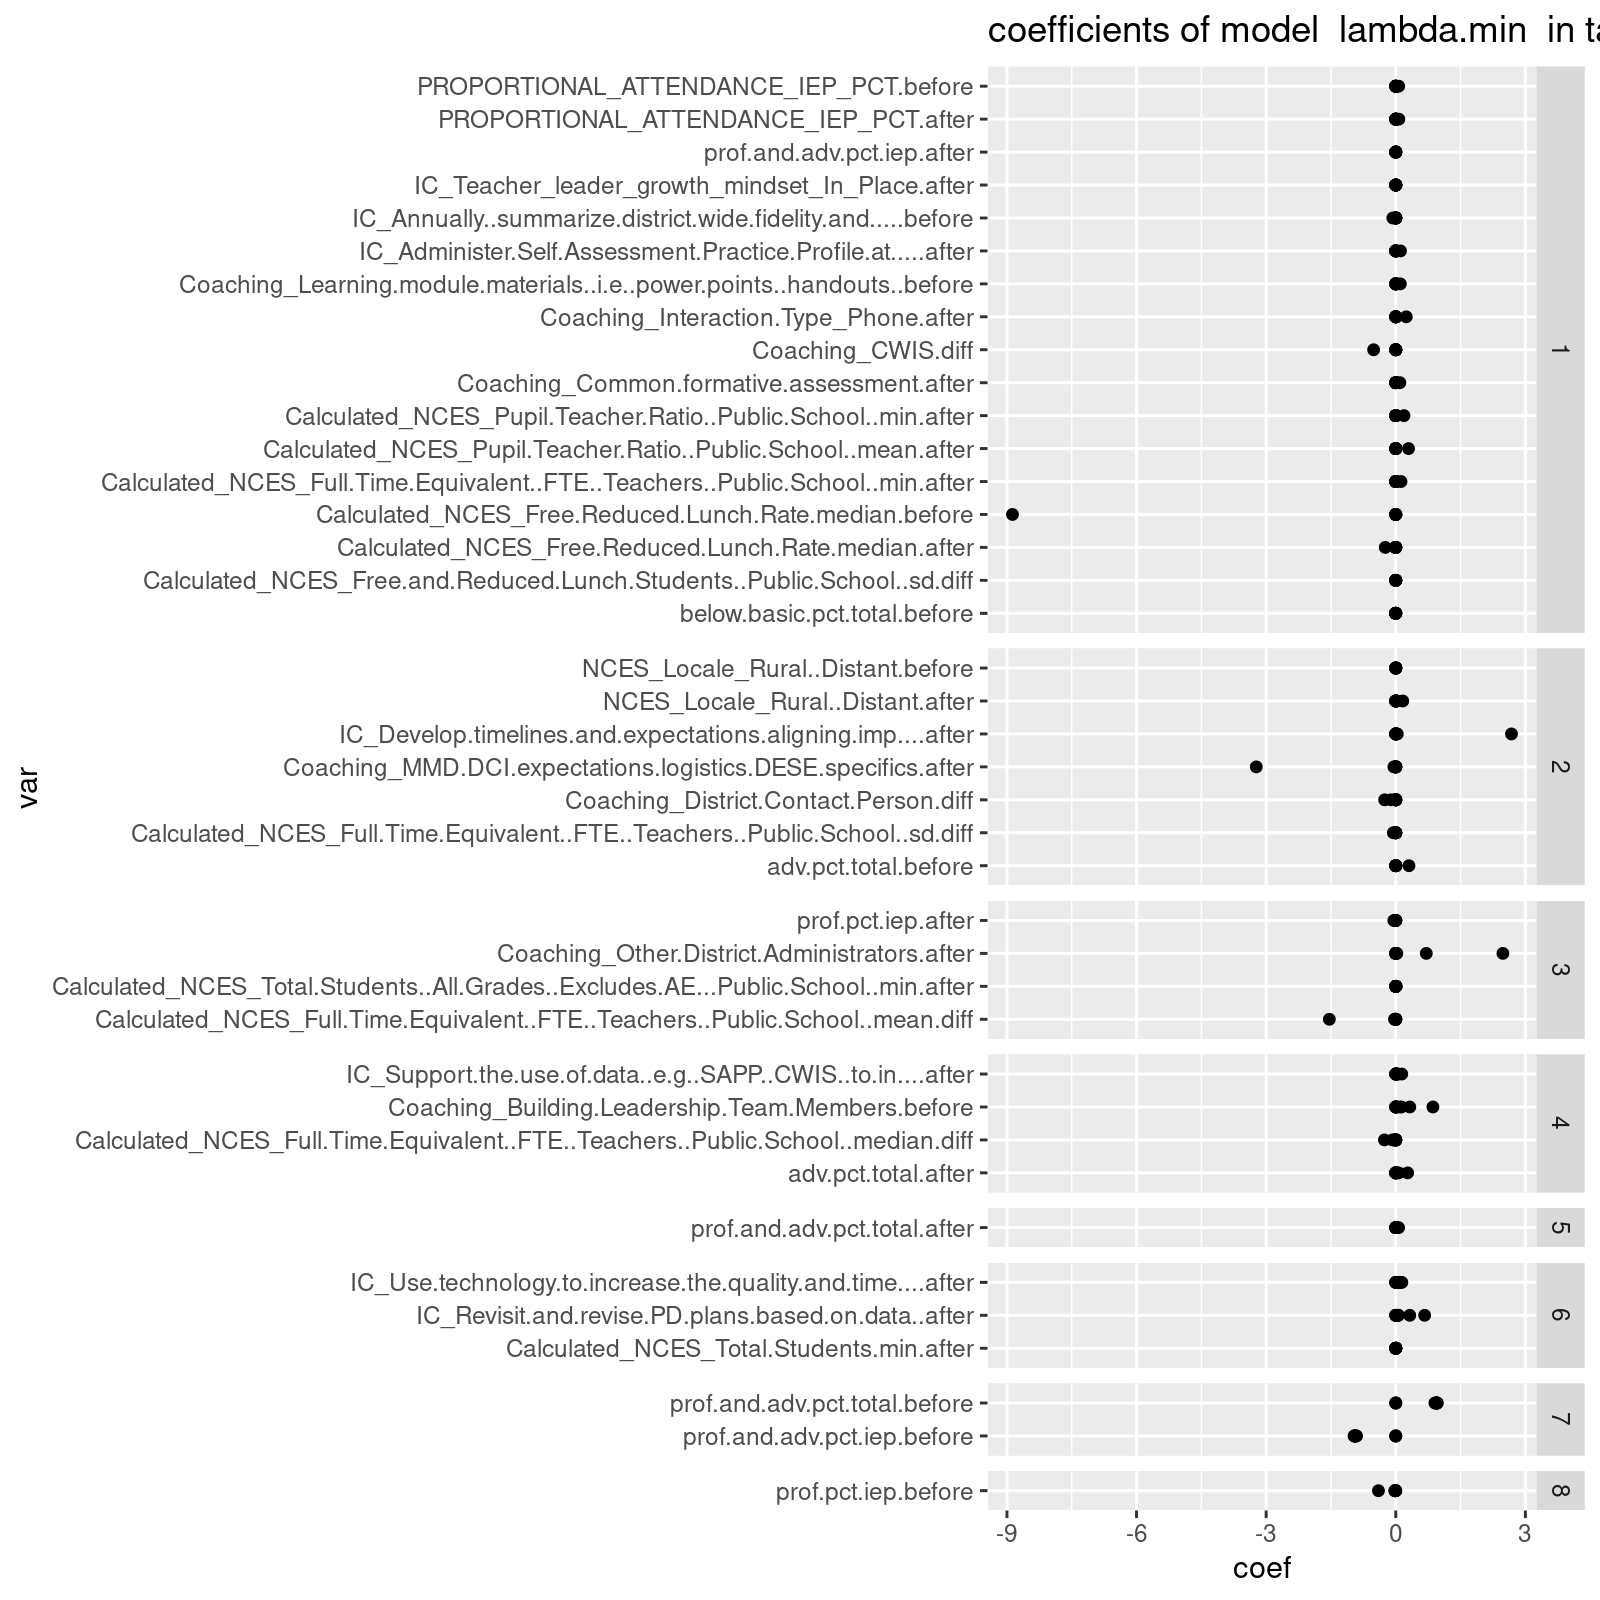 coefficients of model  lambda.min  in ta
PROPORTIONAL_ATTENDANCE_IEP_PCT.before
PROPORTIONAL_ATTENDANCE_IEP_PCT.after
prof.and.adv.pct.iep.after
IC_Teacher_leader_growth_mindset_In_Place.after
IC_Annually..summarize.district.wide.fidelity.and.....before
IC_Administer.Self.Assessment.Practice.Profile.at.....after
Coaching_Learning.module.materials..i.e..power.points..handouts..before
Coaching_Interaction.Type_Phone.after
Coaching_CWIS.diff
Coaching_Common.formative.assessment.after
Calculated_NCES_Pupil.Teacher.Ratio..Public.School..min.after
Calculated_NCES_Pupil.Teacher.Ratio..Public.School..mean.after
Calculated_NCES_Full.Time.Equivalent..FTE..Teachers..Public.School..min.after
Calculated_NCES_Free.Reduced.Lunch.Rate.median.before
Calculated_NCES_Free.Reduced.Lunch.Rate.median.after
Calculated_NCES_Free.and.Reduced.Lunch.Students..Public.School..sd.diff
below.basic.pct.total.before
1
NCES_Locale_Rural..Distant.before
NCES_Locale_Rural..Distant.after
IC_Develop.timelines.and.expectations.aligning.imp....after
Coaching_MMD.DCI.expectations.logistics.DESE.specifics.after
Coaching_District.Contact.Person.diff
Calculated_NCES_Full.Time.Equivalent..FTE..Teachers..Public.School..sd.diff
adv.pct.total.before
2
var
prof.pct.iep.after
Coaching_Other.District.Administrators.after
Calculated_NCES_Total.Students..All.Grades..Excludes.AE...Public.School..min.after
Calculated_NCES_Full.Time.Equivalent..FTE..Teachers..Public.School..mean.diff
3
IC_Support.the.use.of.data..e.g..SAPP..CWIS..to.in....after
Coaching_Building.Leadership.Team.Members.before
Calculated_NCES_Full.Time.Equivalent..FTE..Teachers..Public.School..median.diff
adv.pct.total.after
4
prof.and.adv.pct.total.after
5
IC_Use.technology.to.increase.the.quality.and.time....after
IC_Revisit.and.revise.PD.plans.based.on.data..after
Calculated_NCES_Total.Students.min.after
6
prof.and.adv.pct.total.before
prof.and.adv.pct.iep.before
7
prof.pct.iep.before
8
-9 -6 -3 0 3
coef